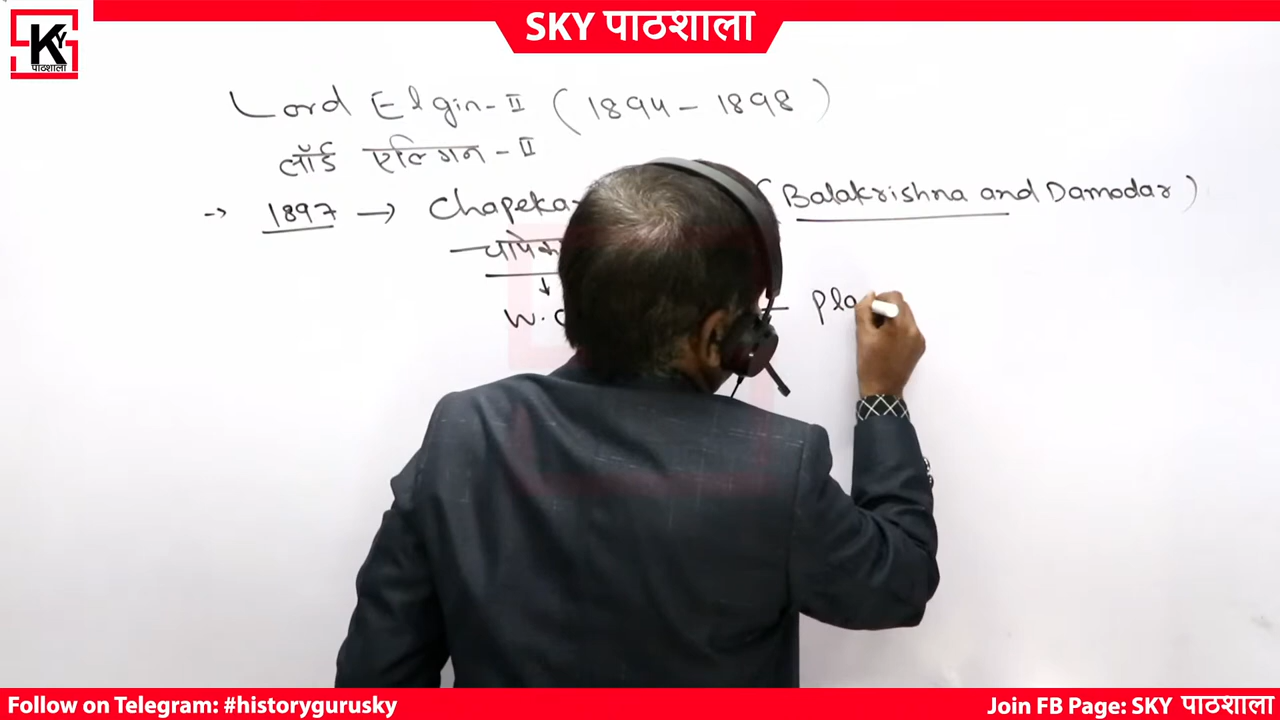 SKY पाठशाला
SKY
पाठशाला
Lord Elgin-II (1894-1898)
लॉर्ड एल्गिन-II
-> 1897 → Chapeka (Balakrishna and Damodar)
चापेक
↓
W.C - Pla
Follow on Telegram: #historygurusky
Join FB Page: SKY पाठशाला